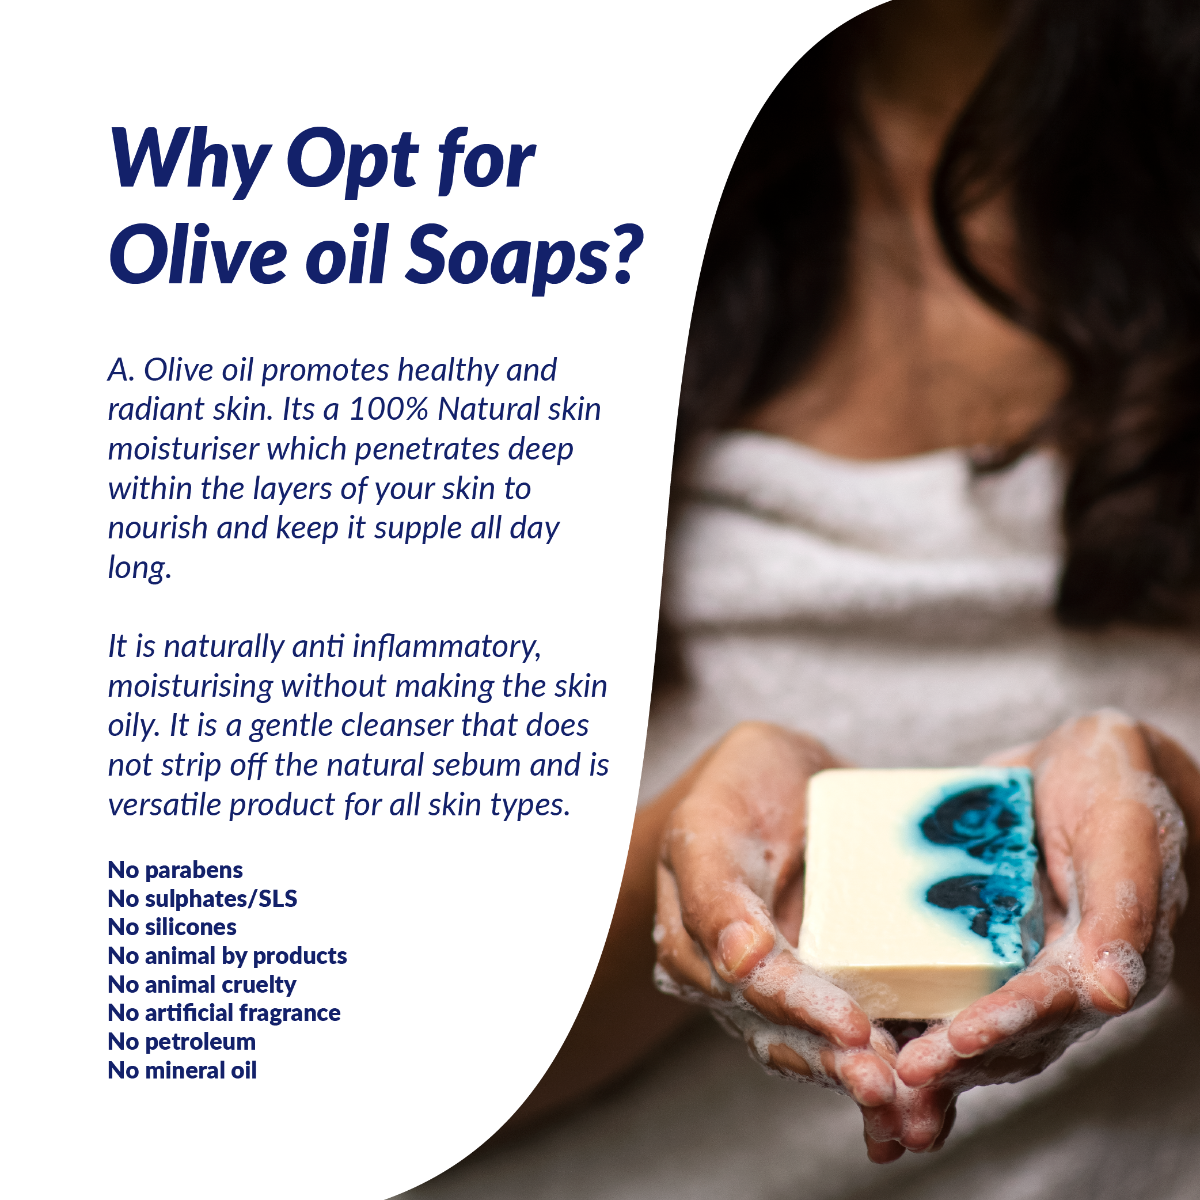 Why Opt for
Olive oil Soaps?
A. Olive oil promotes healthy and
radiant skin. Its a 100% Natural skin
moisturiser which penetrates deep
within the layers of your skin to
nourish and keep it supple all day
long.
It is naturally anti inflammatory,
moisturising without making the skin
oily. It is a gentle cleanser that does
not strip off the natural sebum and is
versatile product for all skin types.
No parabens
No sulphates/SLS
No silicones
No animal by products
No animal cruelty
No artificial fragrance
No petroleum
No mineral oil